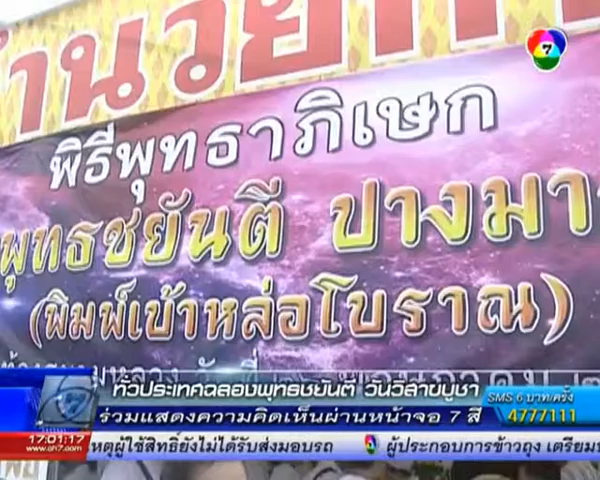 7
พิธีพุทธาภิเษก
พุทธชยันตี ปางมา
(พิมพ์เบ้าหล่อโบราณ)
ทั่วประเทศฉลองพุทธชยันตี วันวิสาขบูชา
ร่วมแสดงความคิดเห็นผ่านหน้าจอ 7 สี
SMS 6 บาท/ครั้ง
4777111
17:01:17
www.ch7.com
หตุผู้ใช้สิทธิ์ยังไม่ได้รับส่งมอบรถ ผู้ประกอบการข้าวถุง เตรียม